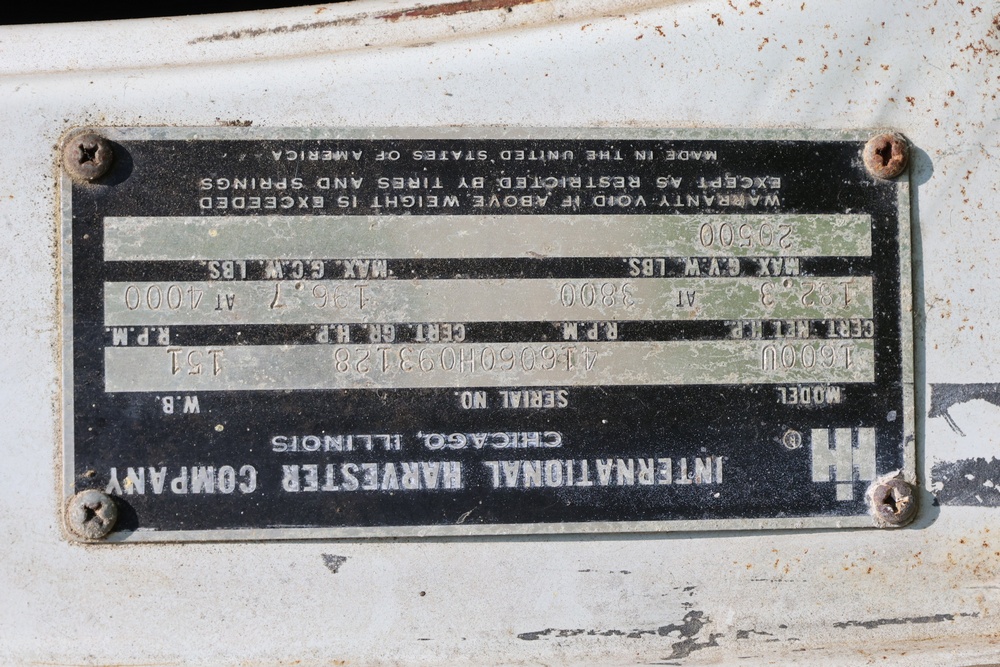 IH ®
INTERNATIONAL HARVESTER COMPANY
CHICAGO, ILLINOIS
MODEL SERIAL NO. W.B.
1600U 416060H093128 151
CERT. NET H.P. R.P.M. CERT GR. H.P. R.P.M.
132.3 AT 3800 196.7 AT 4000
MAX G.V.W. LBS. MAX G.C.W. LBS.
20500
WARRANTY VOID IF ABOVE WEIGHT IS EXCEEDED
EXCEPT AS RESTRICTED BY TIRES AND SPRINGS
MADE IN THE UNITED STATES OF AMERICA